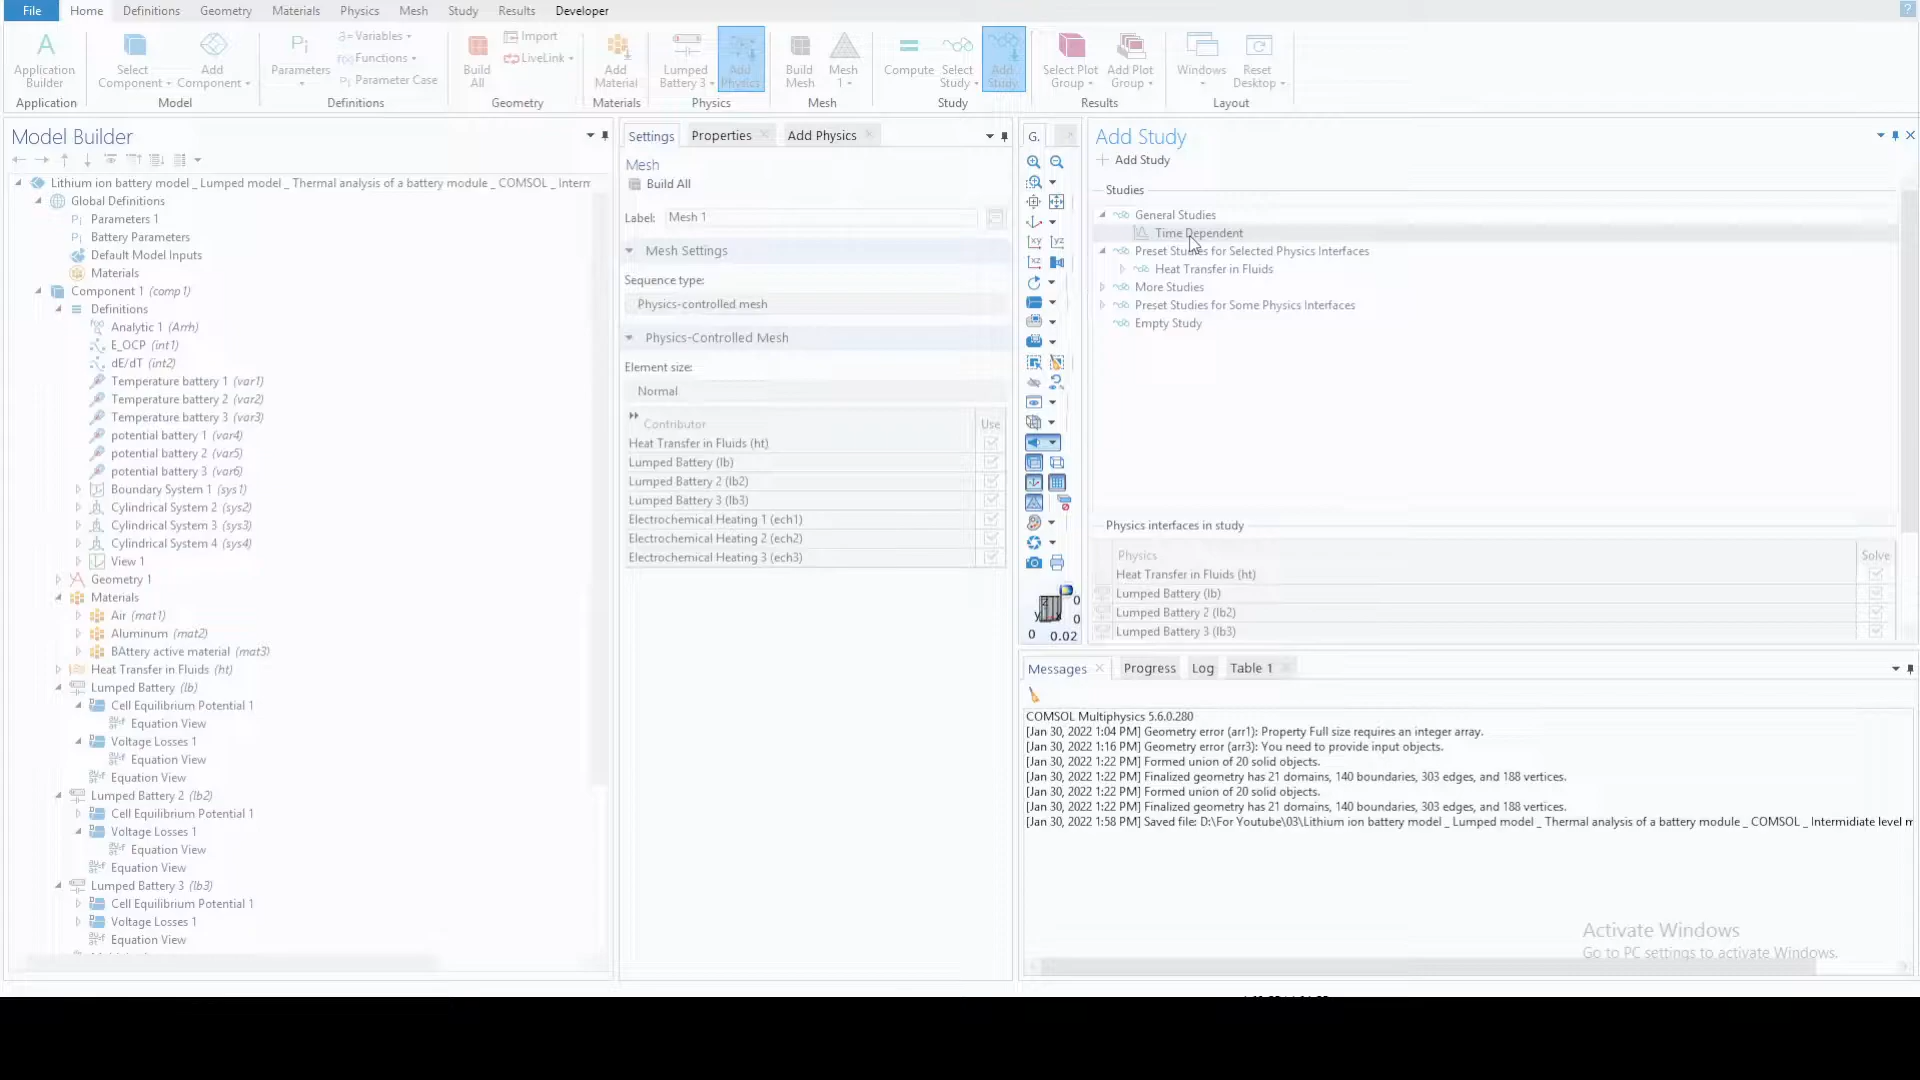 File Home Definitions Geometry Materials Physics Mesh Study Results Developer
Application Builder
Select Component
Add Component
Parameters
Variables
Functions
Parameter Case
Build All
Import
LiveLink
Add Material
Lumped Battery 3
Add Physics
Build Mesh
Mesh 1
Compute
Select Study
Add Study
Select Plot Group
Add Plot Group
Windows
Reset Desktop
Application Model Definitions Geometry Materials Physics Mesh Study Results Layout
Model Builder
Lithium ion battery model _ Lumped model _ Thermal analysis of a battery module _ COMSOL _ Interm
Global Definitions
Parameters 1
Battery Parameters
Default Model Inputs
Materials
Component 1 (comp1)
Definitions
Analytic 1 (Arrh)
E_OCP (int1)
dE/dT (int2)
Temperature battery 1 (var1)
Temperature battery 2 (var2)
Temperature battery 3 (var3)
potential battery 1 (var4)
potential battery 2 (var5)
potential battery 3 (var6)
Boundary System 1 (sys1)
Cylindrical System 2 (sys2)
Cylindrical System 3 (sys3)
Cylindrical System 4 (sys4)
View 1
Geometry 1
Materials
Air (mat1)
Aluminum (mat2)
BAttery active material (mat3)
Heat Transfer in Fluids (ht)
Lumped Battery (lb)
Cell Equilibrium Potential 1
Equation View
Voltage Losses 1
Equation View
Equation View
Lumped Battery 2 (lb2)
Cell Equilibrium Potential 1
Voltage Losses 1
Equation View
Equation View
Lumped Battery 3 (lb3)
Cell Equilibrium Potential 1
Voltage Losses 1
Equation View
Settings Properties Add Physics
Mesh
Build All
Label: Mesh 1
Mesh Settings
Sequence type:
Physics-controlled mesh
Physics-Controlled Mesh
Element size:
Normal
Contributor Use
Heat Transfer in Fluids (ht)
Lumped Battery (lb)
Lumped Battery 2 (lb2)
Lumped Battery 3 (lb3)
Electrochemical Heating 1 (ech1)
Electrochemical Heating 2 (ech2)
Electrochemical Heating 3 (ech3)
G.
xy yz
xz
z 0
y x 0
0 0.02
Add Study
Add Study
Studies
General Studies
Time Dependent
Preset Studies for Selected Physics Interfaces
Heat Transfer in Fluids
More Studies
Preset Studies for Some Physics Interfaces
Empty Study
Physics interfaces in study
Physics Solve
Heat Transfer in Fluids (ht)
Lumped Battery (lb)
Lumped Battery 2 (lb2)
Lumped Battery 3 (lb3)
Messages Progress Log Table 1
COMSOL Multiphysics 5.6.0.280
[Jan 30, 2022 1:04 PM] Geometry error (arr1): Property Full size requires an integer array.
[Jan 30, 2022 1:16 PM] Geometry error (arr3): You need to provide input objects.
[Jan 30, 2022 1:22 PM] Formed union of 20 solid objects.
[Jan 30, 2022 1:22 PM] Finalized geometry has 21 domains, 140 boundaries, 303 edges, and 188 vertices.
[Jan 30, 2022 1:22 PM] Formed union of 20 solid objects.
[Jan 30, 2022 1:22 PM] Finalized geometry has 21 domains, 140 boundaries, 303 edges, and 188 vertices.
[Jan 30, 2022 1:58 PM] Saved file: D:\For Youtube\03\Lithium ion battery model _ Lumped model _ Thermal analysis of a battery module _ COMSOL _ Intermidiate level m
Activate Windows
Go to PC settings to activate Windows.